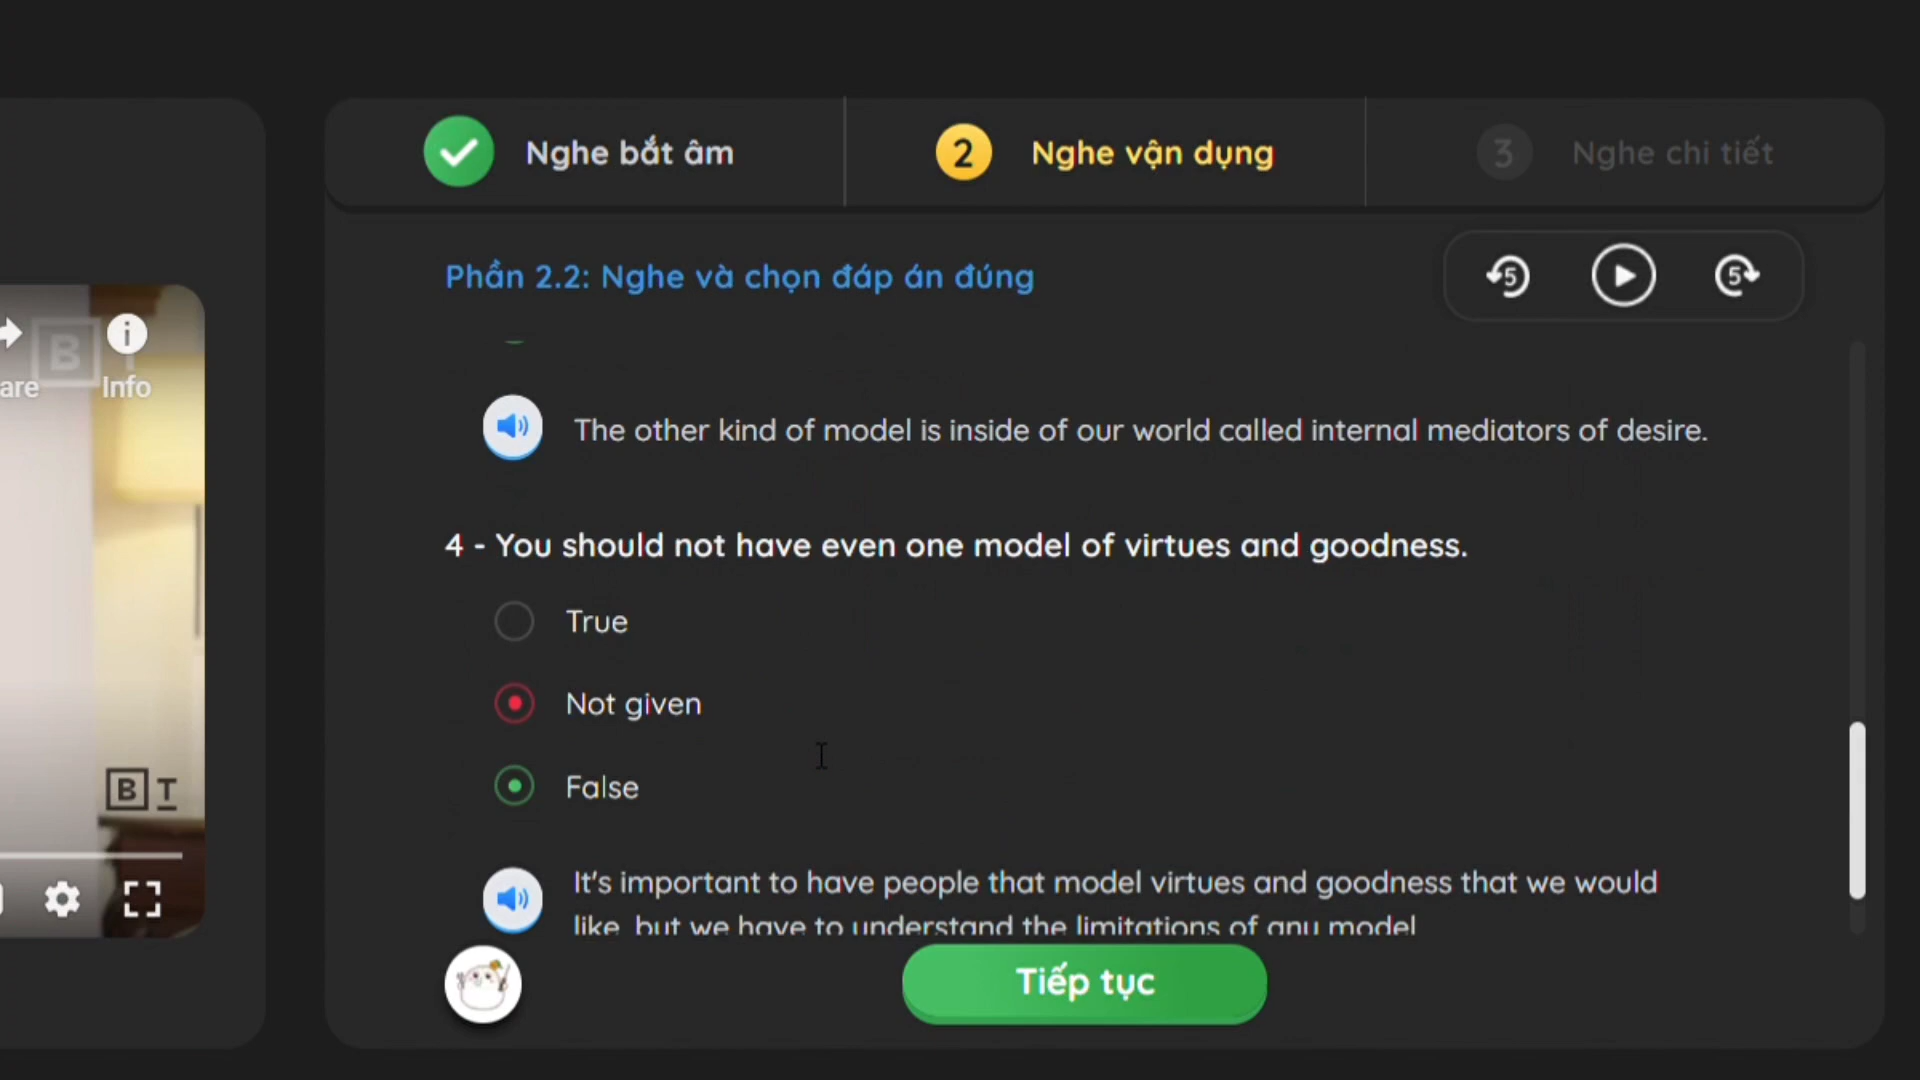 Nghe bắt âm
2 Nghe vận dụng
3 Nghe chi tiết
Phần 2.2: Nghe và chọn đáp án đúng
5 5
The other kind of model is inside of our world called internal mediators of desire.
4 - You should not have even one model of virtues and goodness.
True
Not given
False
It's important to have people that model virtues and goodness that we would
like, but we have to understand the limitations of any model
Tiếp tục
B T
are Info
B T